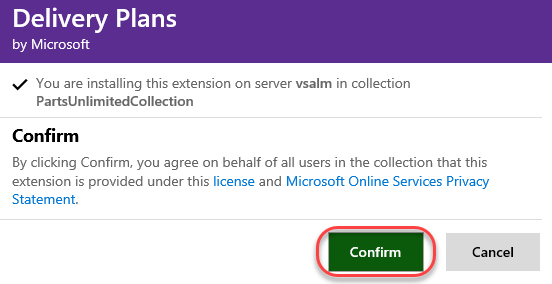 Delivery Plans
by Microsoft
You are installing this extension on server vsalm in collection
PartsUnlimitedCollection
Confirm
By clicking Confirm, you agree on behalf of all users in the collection that this
extension is provided under this license and Microsoft Online Services Privacy
Statement.
Confirm Cancel